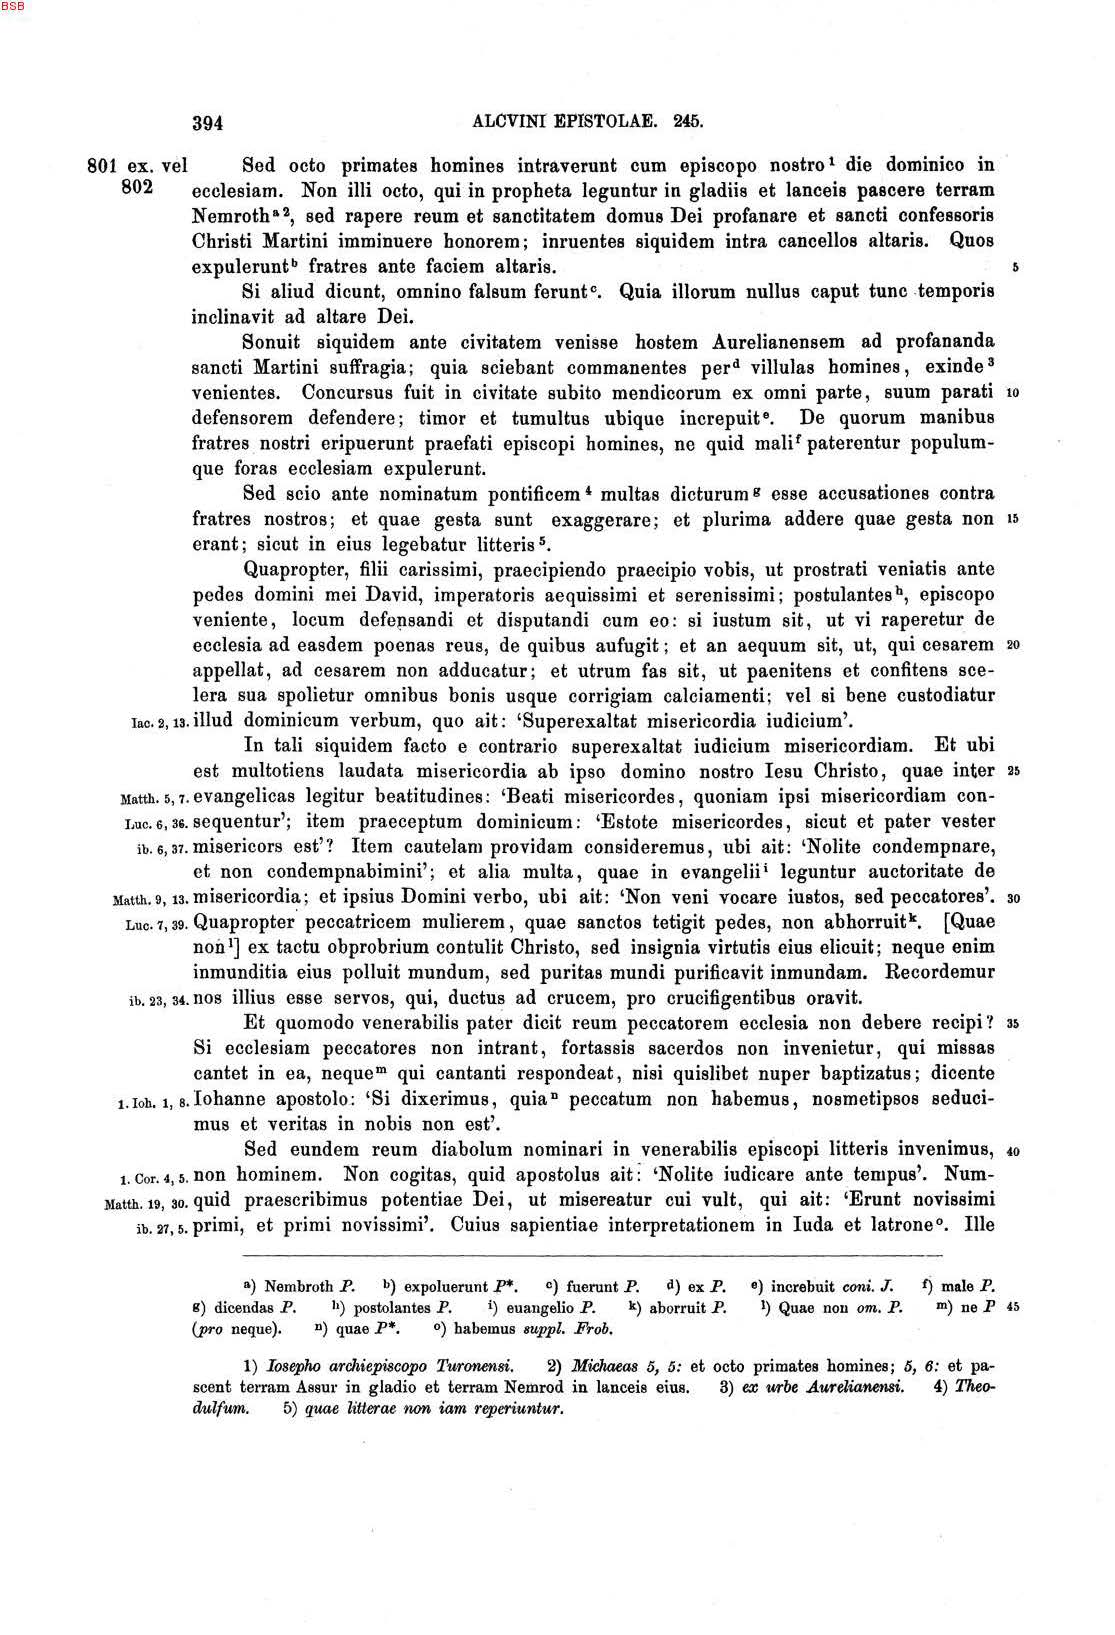 BSB
394 ALCVINI EPISTOLAE. 245.
801 ex. vel Sed octo primates homines intraverunt cum episcopo nostro¹ die dominico in
802 ecclesiam. Non illi octo, qui in propheta leguntur in gladiis et lanceis pascere terram
Nemrothᵃ², sed rapere reum et sanctitatem domus Dei profanare et sancti confessoris
Christi Martini imminuere honorem; inruentes siquidem intra cancellos altaris. Quos
expuleruntᵇ fratres ante faciem altaris. 5
Si aliud dicunt, omnino falsum feruntᶜ. Quia illorum nullus caput tunc temporis
inclinavit ad altare Dei.
Sonuit siquidem ante civitatem venisse hostem Aurelianensem ad profananda
sancti Martini suffragia; quia sciebant commanentes perᵈ villulas homines, exinde³
venientes. Concursus fuit in civitate subito mendicorum ex omni parte, suum parati 10
defensorem defendere; timor et tumultus ubique increpuitᵉ. De quorum manibus
fratres nostri eripuerunt praefati episcopi homines, ne quid maliᶠ paterentur populum-
que foras ecclesiam expulerunt.
Sed scio ante nominatum pontificem⁴ multas dicturumᵍ esse accusationes contra
fratres nostros; et quae gesta sunt exaggerare; et plurima addere quae gesta non 15
erant; sicut in eius legebatur litteris⁵.
Quapropter, filii carissimi, praecipiendo praecipio vobis, ut prostrati veniatis ante
pedes domini mei David, imperatoris aequissimi et serenissimi; postulantesʰ, episcopo
veniente, locum defensandi et disputandi cum eo: si iustum sit, ut vi raperetur de
ecclesia ad easdem poenas reus, de quibus aufugit; et an aequum sit, ut, qui cesarem 20
appellat, ad cesarem non adducatur; et utrum fas sit, ut paenitens et confitens sce-
lera sua spolietur omnibus bonis usque corrigiam calciamenti; vel si bene custodiatur
Iac. 2, 13. illud dominicum verbum, quo ait: ‘Superexaltat misericordia iudicium’.
In tali siquidem facto e contrario superexaltat iudicium misericordiam. Et ubi
est multotiens laudata misericordia ab ipso domino nostro Iesu Christo, quae inter 25
Matth. 5, 7. evangelicas legitur beatitudines: ‘Beati misericordes, quoniam ipsi misericordiam con-
Luc. 6, 36. sequentur’; item praeceptum dominicum: ‘Estote misericordes, sicut et pater vester
ib. 6, 37. misericors est’? Item cautelam providam consideremus, ubi ait: ‘Nolite condempnare,
et non condempnabimini’; et alia multa, quae in evangeliiⁱ leguntur auctoritate de
Matth. 9, 13. misericordia; et ipsius Domini verbo, ubi ait: ‘Non veni vocare iustos, sed peccatores’. 30
Luc. 7, 39. Quapropter peccatricem mulierem, quae sanctos tetigit pedes, non abhorruitᵏ. [Quae
nonˡ] ex tactu obprobrium contulit Christo, sed insignia virtutis eius elicuit; neque enim
inmunditia eius polluit mundum, sed puritas mundi purificavit inmundam. Recordemur
ib. 23, 34. nos illius esse servos, qui, ductus ad crucem, pro crucifigentibus oravit.
Et quomodo venerabilis pater dicit reum peccatorem ecclesia non debere recipi? 35
Si ecclesiam peccatores non intrant, fortassis sacerdos non invenietur, qui missas
cantet in ea, nequeᵐ qui cantanti respondeat, nisi quislibet nuper baptizatus; dicente
1. Ioh. 1, 8. Iohanne apostolo: ‘Si dixerimus, quiaⁿ peccatum non habemus, nosmetipsos seduci-
mus et veritas in nobis non est’.
Sed eundem reum diabolum nominari in venerabilis episcopi litteris invenimus, 40
1. Cor. 4, 5. non hominem. Non cogitas, quid apostolus ait: ‘Nolite iudicare ante tempus’. Num-
Matth. 19, 30. quid praescribimus potentiae Dei, ut misereatur cui vult, qui ait: ‘Erunt novissimi
ib. 27, 5. primi, et primi novissimi’. Cuius sapientiae interpretationem in Iuda et latroneᵒ. Ille
a) Nembroth P. b) expoluerunt P*. c) fuerunt P. d) ex P. e) increbuit coni. J. f) male P.
g) dicendas P. h) postolantes P. i) euangelio P. k) aborruit P. l) Quae non om. P. m) ne P 45
(pro neque). n) quae P*. o) habemus suppl. Frob.
1) Iosepho archiepiscopo Turonensi. 2) Michaeas 5, 5: et octo primates homines; 5, 6: et pa-
scent terram Assur in gladio et terram Nemrod in lanceis eius. 3) ex urbe Aurelianensi. 4) Theo-
dulfum. 5) quae litterae non iam reperiuntur.